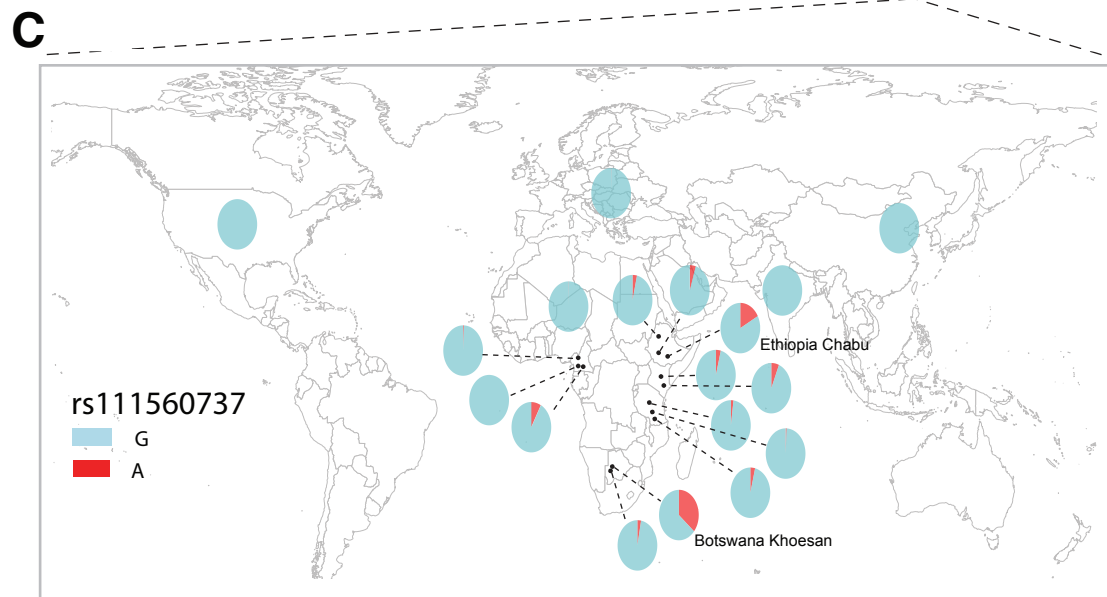 C
Ethiopia Chabu
rs111560737
G
A
Botswana Khoesan